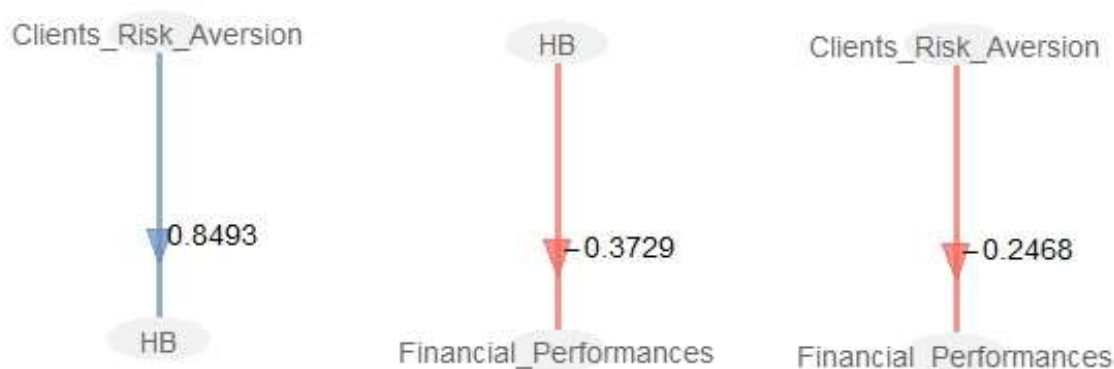 Clients_Risk_Aversion
0.8493
HB
HB
−0.3729
Financial_Performances
Clients_Risk_Aversion
−0.2468
Financial_Performances